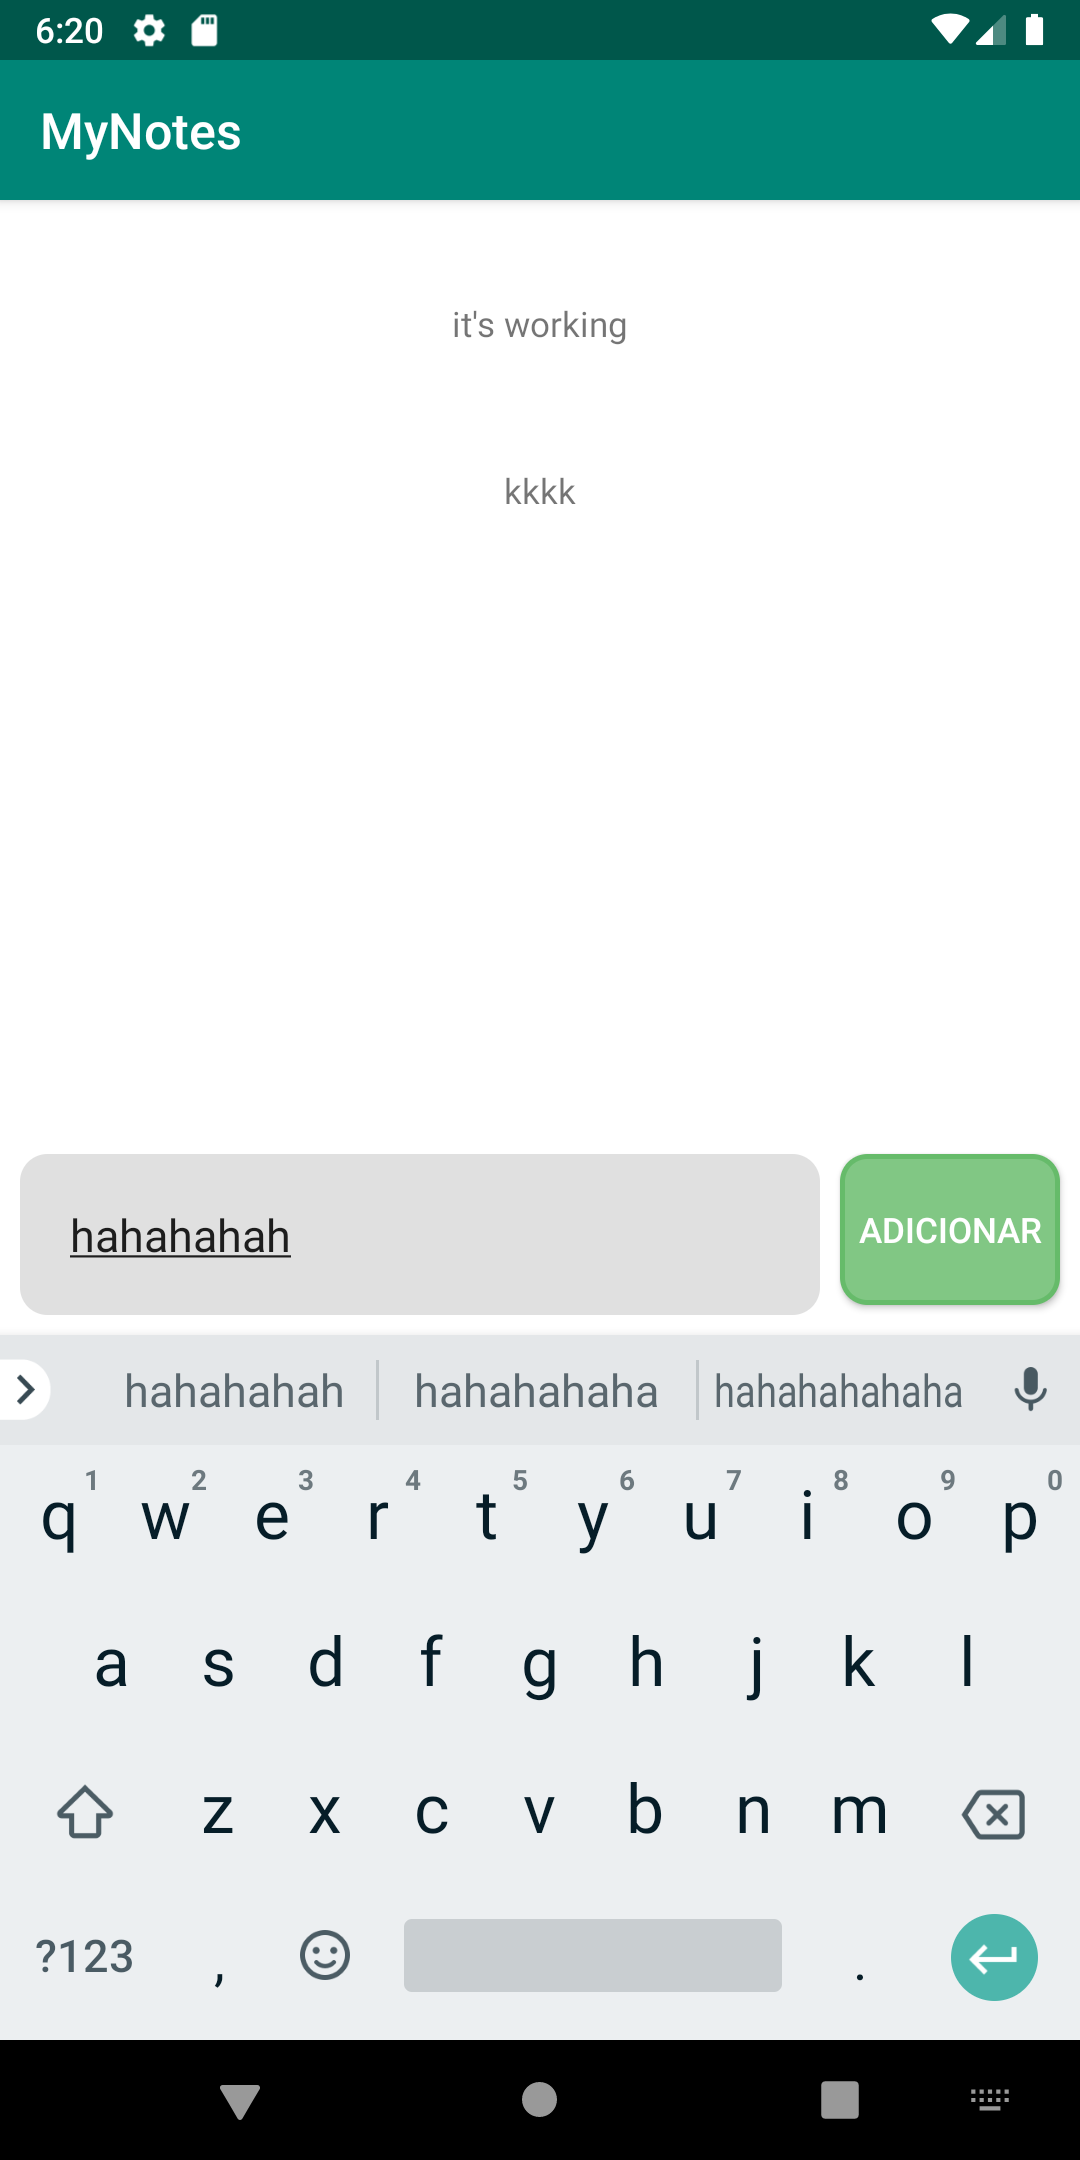 6:20
MyNotes
it's working
kkkk
hahahahah
ADICIONAR
hahahahah hahahahaha hahahahahaha
1 2 3 4 5 6 7 8 9 0
q w e r t y u i o p
a s d f g h j k l
z x c v b n m
?123 , .